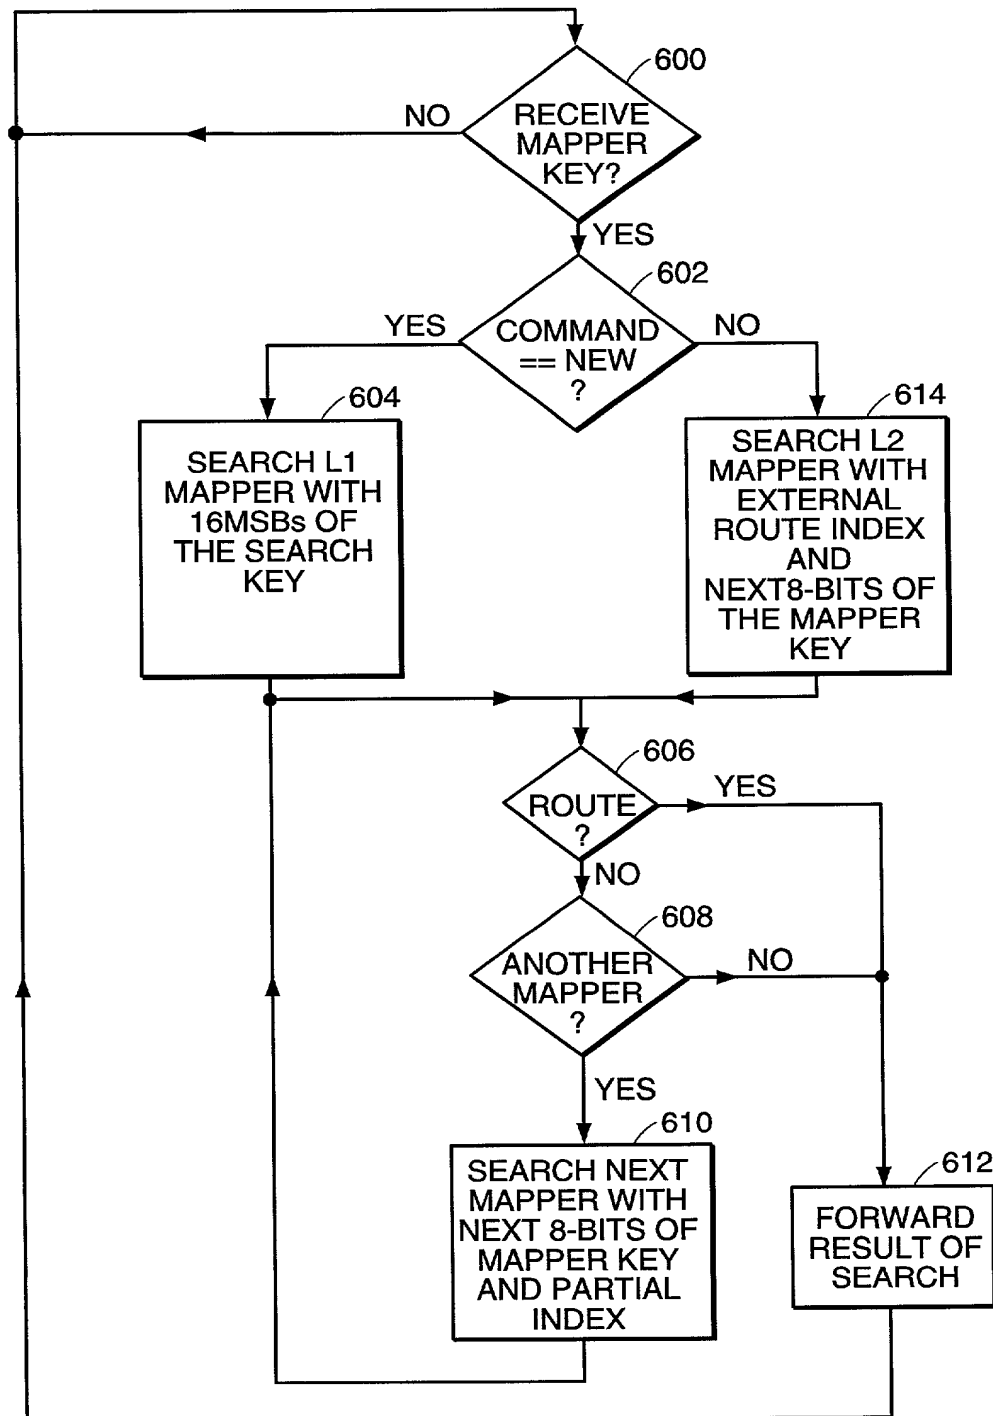 600
RECEIVE
MAPPER
KEY?
NO
YES
602
COMMAND
== NEW
?
YES
NO
604
SEARCH L1
MAPPER WITH
16MSBs OF
THE SEARCH
KEY
614
SEARCH L2
MAPPER WITH
EXTERNAL
ROUTE INDEX
AND
NEXT8-BITS OF
THE MAPPER
KEY
606
ROUTE
?
YES
NO
608
ANOTHER
MAPPER
?
NO
YES
610
SEARCH NEXT
MAPPER WITH
NEXT 8-BITS OF
MAPPER KEY
AND PARTIAL
INDEX
612
FORWARD
RESULT OF
SEARCH